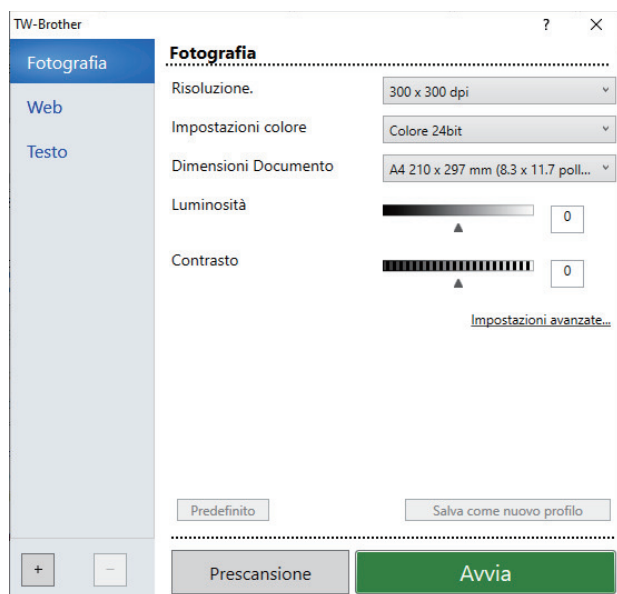 TW-Brother
? ×
Fotografia
Web
Testo
Fotografia
Risoluzione.
300 x 300 dpi
Impostazioni colore
Colore 24bit
Dimensioni Documento
A4 210 x 297 mm (8.3 x 11.7 poll...
Luminosità
0
Contrasto
0
Impostazioni avanzate...
Predefinito
Salva come nuovo profilo
+ −
Prescansione
Avvia